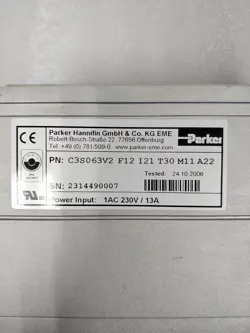 Parker Hannifin GmbH & Co. KG EME
Robert-Bosch-Straße 22, 77656 Offenburg
Tel +49 (0) 781/509-0 www.parker-eme.com
Parker
PN: C3S063V2 F12 I21 T30 M11 A22
Tested: 24.10.2006
SN: 2314490007
Power Input: 1AC 230V / 13A